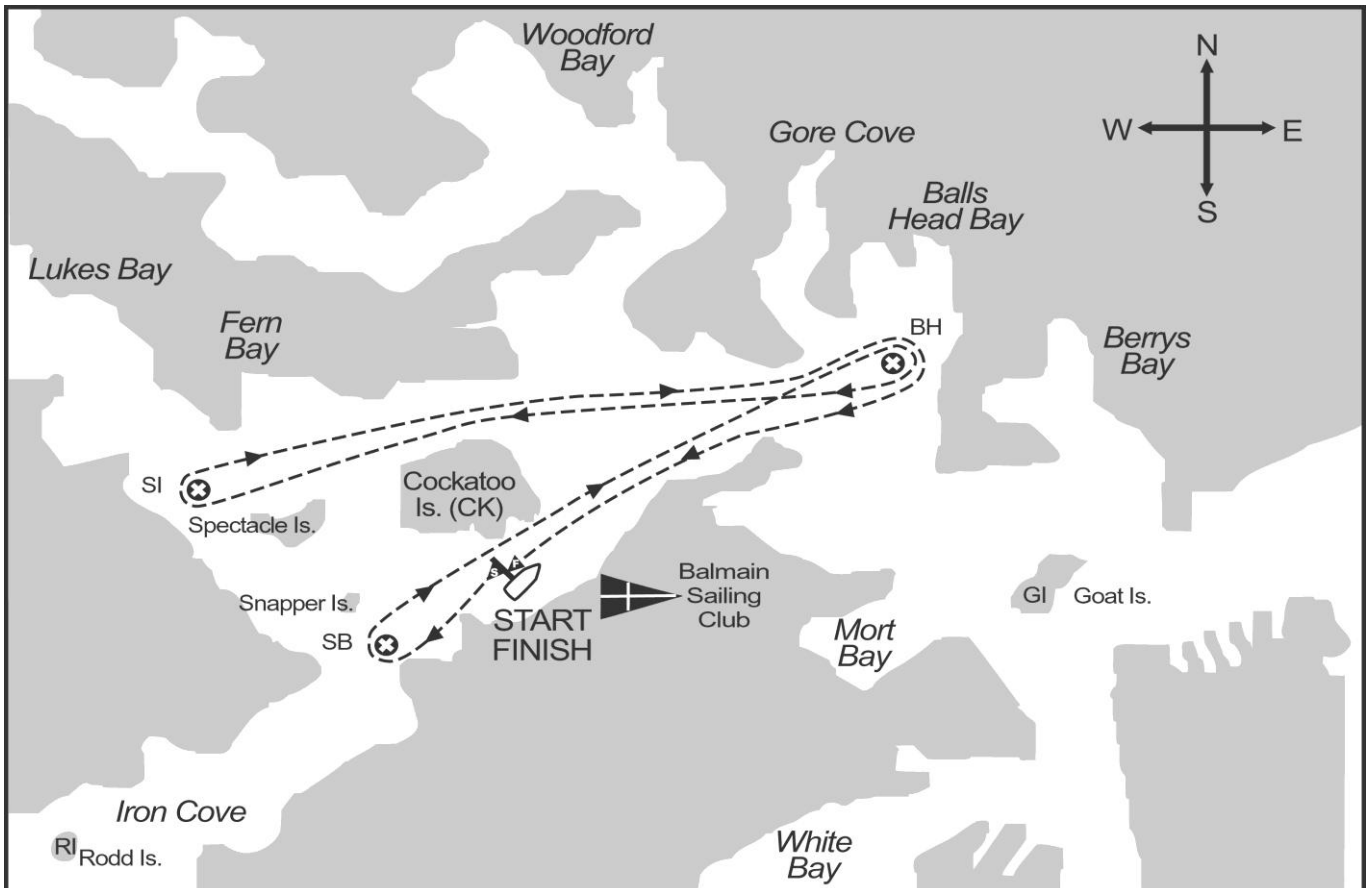 Woodford
Bay
N
W
E
S
Gore Cove
Balls
Head Bay
Lukes Bay
Fern
Bay
BH
Berrys
Bay
SI
Cockatoo
Is. (CK)
Spectacle Is.
S
F
Snapper Is.
SB
START
FINISH
Balmain
Sailing
Club
GI
Goat Is.
Mort
Bay
Iron Cove
RI
Rodd Is.
White
Bay